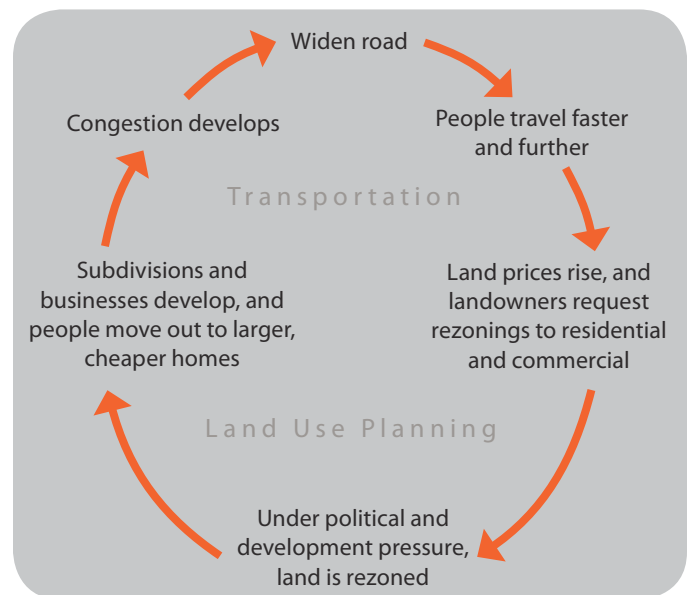 Widen road
People travel faster
and further
Land prices rise, and
landowners request
rezonings to residential
and commercial
Under political and
development pressure,
land is rezoned
Subdivisions and
businesses develop, and
people move out to larger,
cheaper homes
Congestion develops
Transportation
Land Use Planning